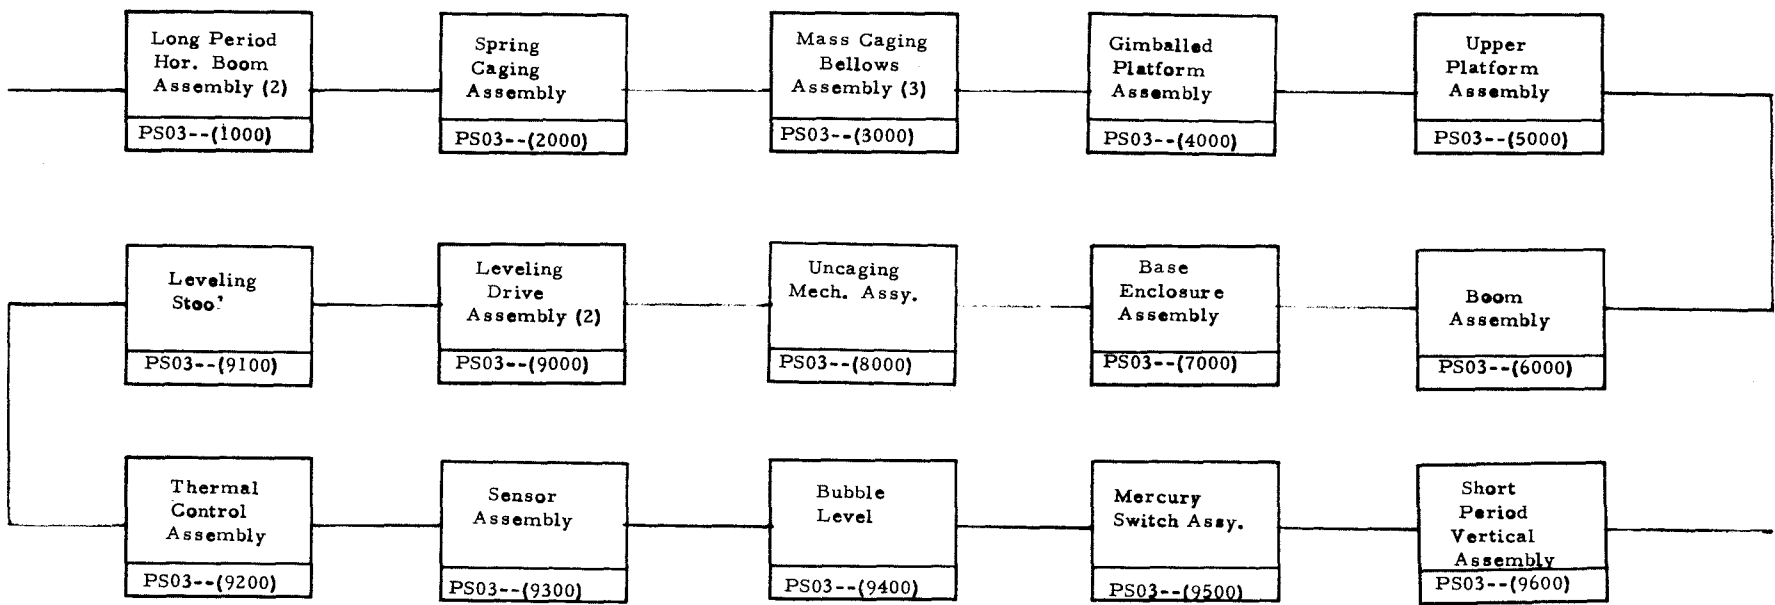 Long Period
Hor. Boom
Assembly (2)
PS03--(1000)
Spring
Caging
Assembly
PS03--(2000)
Mass Caging
Bellows
Assembly (3)
PS03--(3000)
Gimballed
Platform
Assembly
PS03--(4000)
Upper
Platform
Assembly
PS03--(5000)
Leveling
PS03--(9100)
Leveling
Drive
Assembly (2)
PS03--(9000)
Uncaging
Mech. Assy.
PS03--(8000)
Base
Enclosure
Assembly
PS03--(7000)
Boom
Assembly
PS03--(6000)
Thermal
Control
Assembly
PS03--(9200)
Sensor
Assembly
PS03--(9300)
Bubble
Level
PS03--(9400)
Mercury
Switch Assy.
PS03--(9500)
Short
Period
Vertical
Assembly
PS03--(9600)